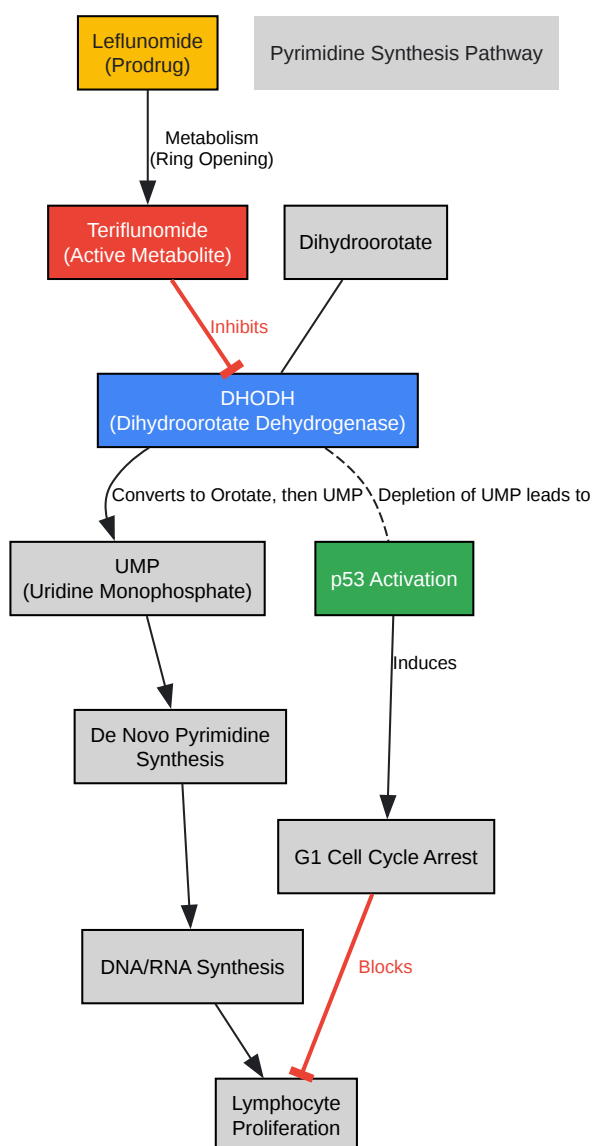 Leflunomide
(Prodrug)
Pyrimidine Synthesis Pathway
Metabolism
(Ring Opening)
Teriflunomide
(Active Metabolite)
Dihydroorotate
Inhibits
DHODH
(Dihydroorotate Dehydrogenase)
Converts to Orotate, then UMP
Depletion of UMP leads to
UMP
(Uridine Monophosphate)
p53 Activation
Induces
De Novo Pyrimidine
Synthesis
G1 Cell Cycle Arrest
DNA/RNA Synthesis
Blocks
Lymphocyte
Proliferation